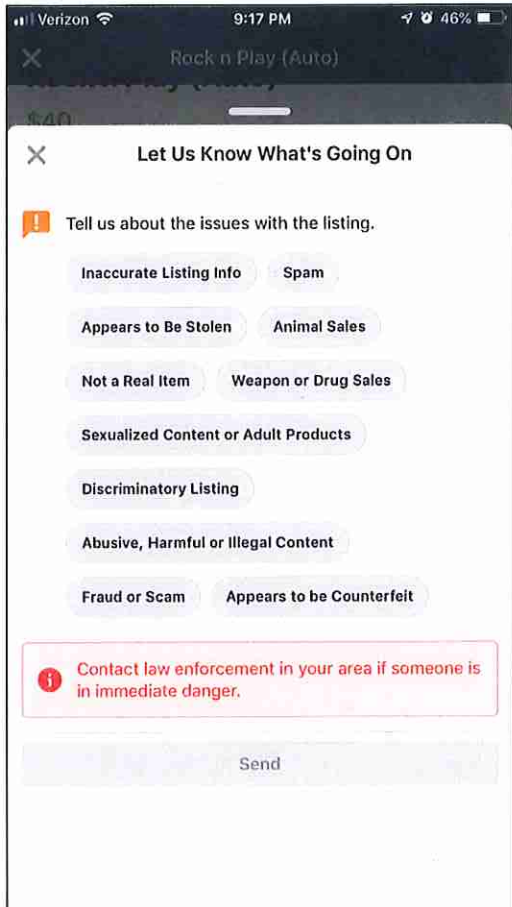 Verizon 9:17 PM 46%
Rock n Play (Auto)
$40
Let Us Know What's Going On
Tell us about the issues with the listing.
Inaccurate Listing Info Spam
Appears to Be Stolen Animal Sales
Not a Real Item Weapon or Drug Sales
Sexualized Content or Adult Products
Discriminatory Listing
Abusive, Harmful or Illegal Content
Fraud or Scam Appears to be Counterfeit
Contact law enforcement in your area if someone is
in immediate danger.
Send